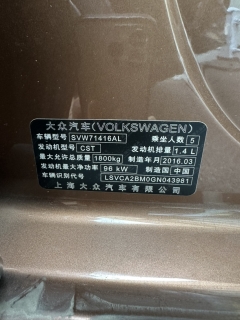 大众汽车(VOLKSWAGEN)
车辆型号 SVW71416AL 乘坐人数 5
发动机型号 CST 发动机排量 1.4 L
最大允许总质量 1800kg 制造年月 2016.03
发动机最大净功率 96 kW 制造国 中国
车辆识别代号 LSVCA2BM0GN043981
上海大众汽车有限公司